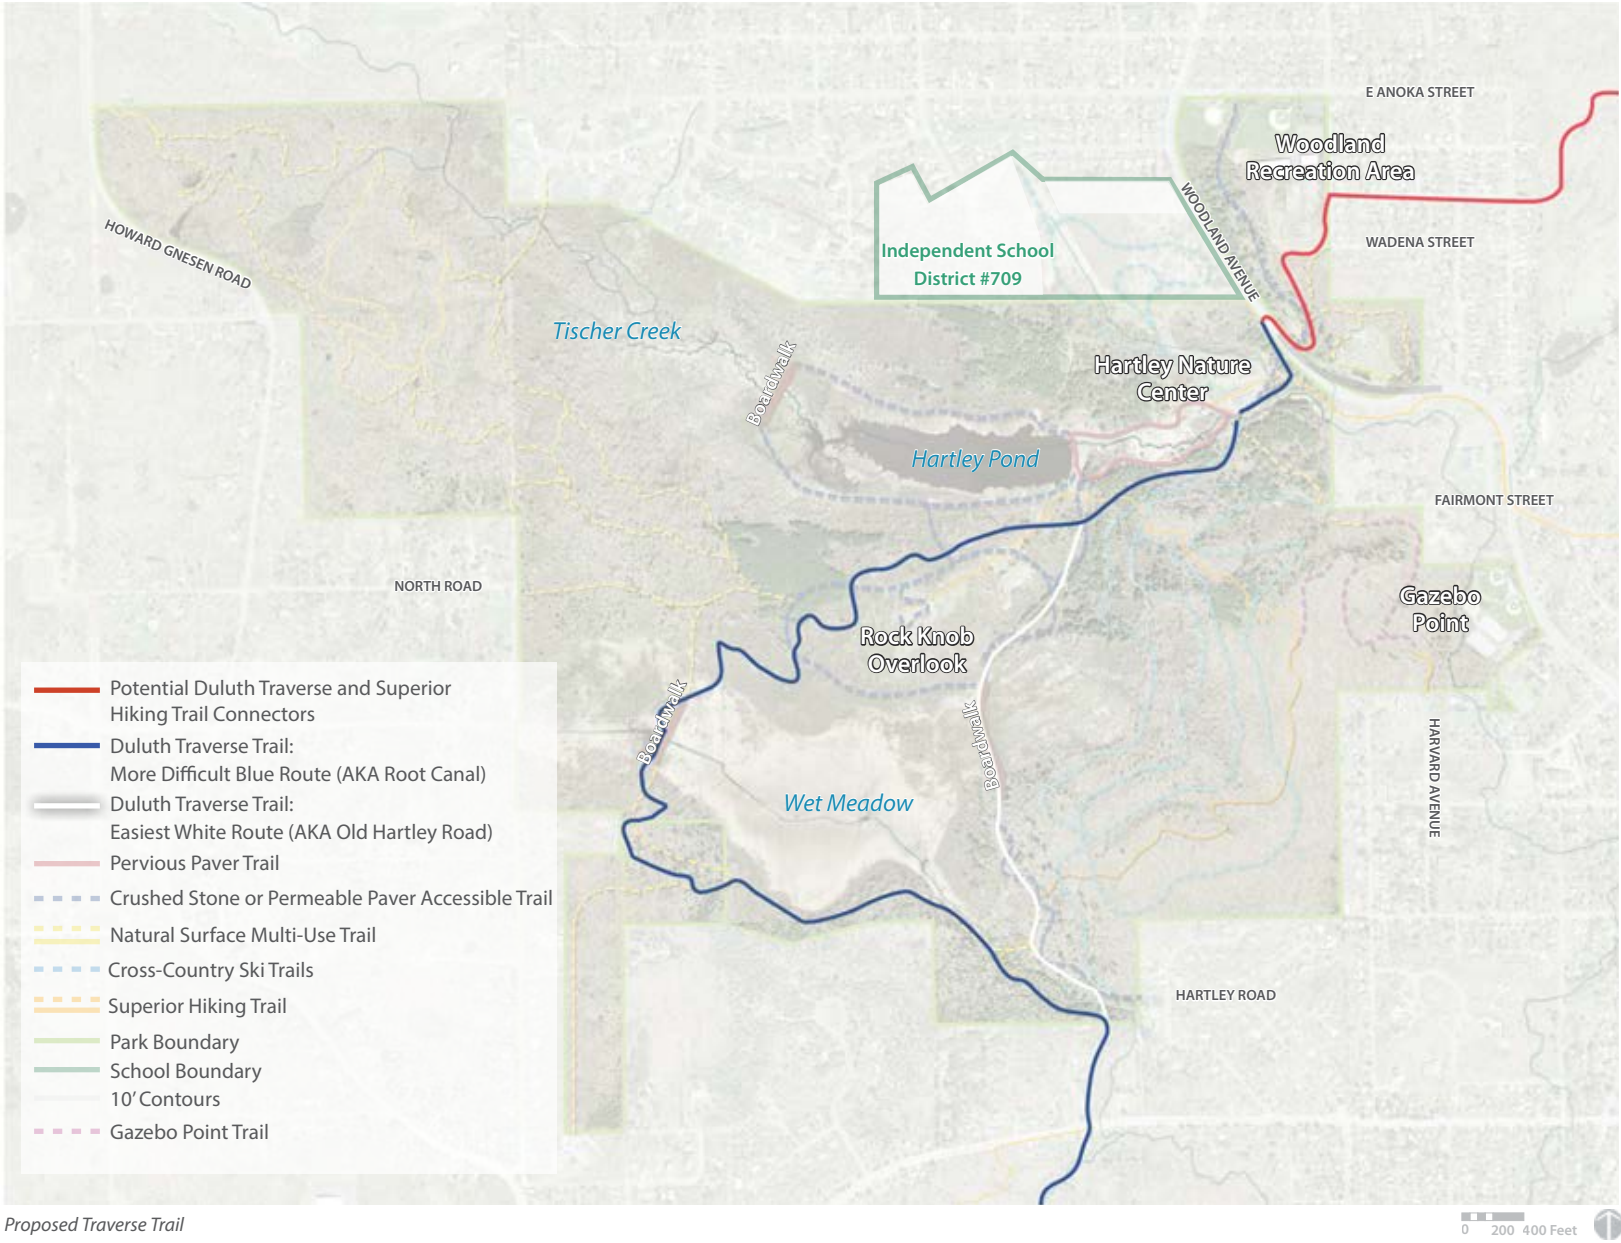 E ANOKA STREET
Woodland
Recreation Area
WOODLAND AVENUE
HOWARD GNESEN ROAD
WADENA STREET
Independent School
District #709
Tischer Creek
Boardwalk
Hartley Nature
Center
Hartley Pond
FAIRMONT STREET
NORTH ROAD
Gazebo
Point
Rock Knob
Overlook
Boardwalk
Boardwalk
HARVARD AVENUE
Wet Meadow
HARTLEY ROAD
Potential Duluth Traverse and Superior
Hiking Trail Connectors
Duluth Traverse Trail:
More Difficult Blue Route (AKA Root Canal)
Duluth Traverse Trail:
Easiest White Route (AKA Old Hartley Road)
Pervious Paver Trail
Crushed Stone or Permeable Paver Accessible Trail
Natural Surface Multi-Use Trail
Cross-Country Ski Trails
Superior Hiking Trail
Park Boundary
School Boundary
10' Contours
Gazebo Point Trail
Proposed Traverse Trail
0 200 400 Feet